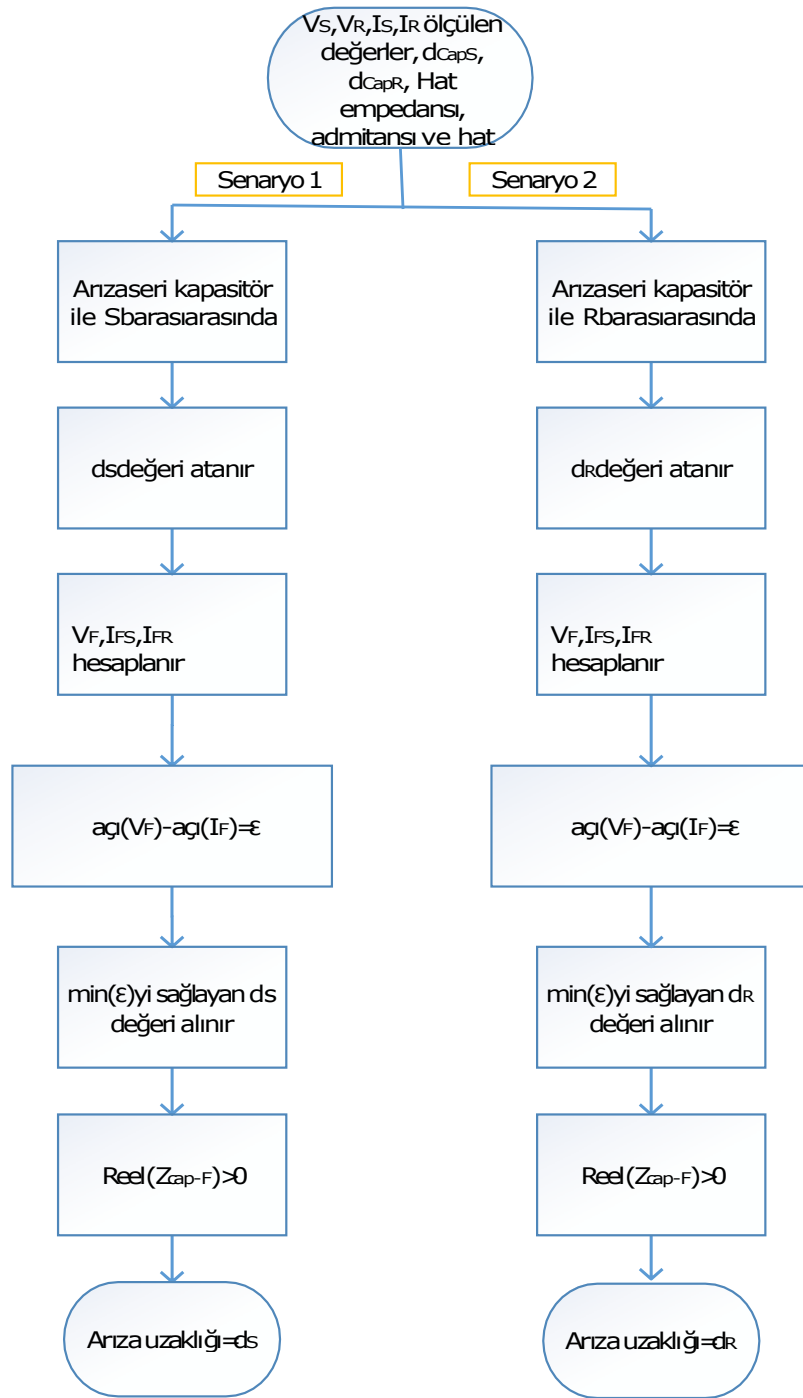 VS,VR,IS,IR ölçülen
değerler, dCapS,
dCapR, Hat
empedansı,
admitansı ve hat
Senaryo 1
Senaryo 2
Arızaseri kapasitör
ile Sbarasıarasında
dsdeğeri atanır
VF,IFS,IFR
hesaplanır
açı(VF)-açı(IF)=ε
min(ε)yi sağlayan ds
değeri alınır
Reel(Zcap-F)>0
Arıza uzaklığı=ds
Arızaseri kapasitör
ile Rbarasıarasında
dRdeğeri atanır
VF,IFS,IFR
hesaplanır
açı(VF)-açı(IF)=ε
min(ε)yi sağlayan dR
değeri alınır
Reel(Zcap-F)>0
Arıza uzaklığı=dR